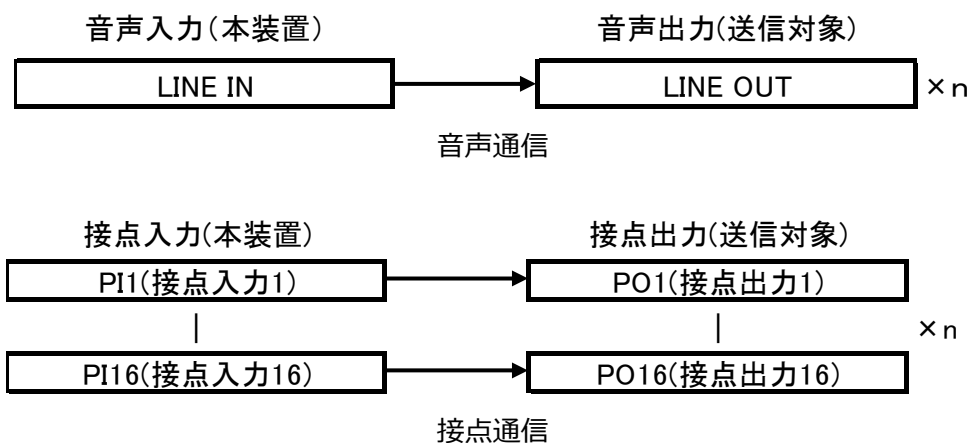 音声入力(本装置) 音声出力(送信対象)
LINE IN LINE OUT ×n
音声通信
接点入力(本装置) 接点出力(送信対象)
PI1(接点入力1) PO1(接点出力1)
| | ×n
PI16(接点入力16) PO16(接点出力16)
接点通信